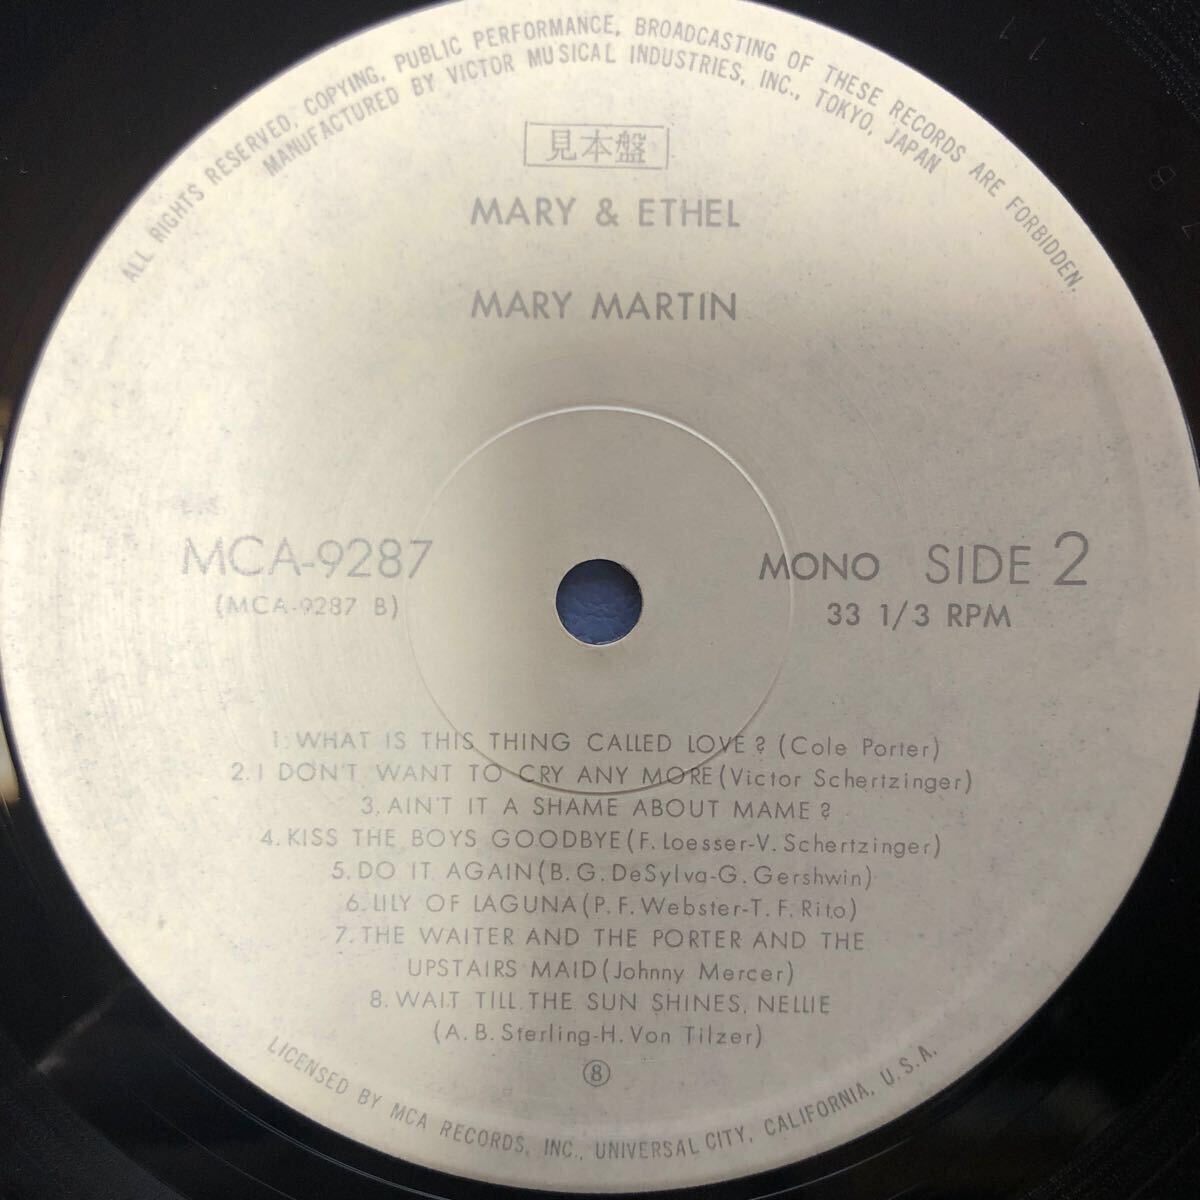 ALL RIGHTS RESERVED, COPYING, PUBLIC PERFORMANCE, BROADCASTING OF THESE RECORDS ARE FORBIDDEN.
MANUFACTURED BY VICTOR MUSICAL INDUSTRIES, INC., TOKYO, JAPAN
見本盤
MARY & ETHEL
MARY MARTIN
MCA-9287
(MCA-9287 B)
MONO SIDE 2
33 1/3 RPM
1. WHAT IS THIS THING CALLED LOVE? (Cole Porter)
2. I DON'T WANT TO CRY ANY MORE (Victor Schertzinger)
3. AIN'T IT A SHAME ABOUT MAME?
4. KISS THE BOYS GOODBYE (F. Loesser-V. Schertzinger)
5. DO IT AGAIN (B. G. DeSylva-G. Gershwin)
6. LILY OF LAGUNA (P. F. Webster-T. F. Rito)
7. THE WAITER AND THE PORTER AND THE
UPSTAIRS MAID (Johnny Mercer)
8. WAIT TILL THE SUN SHINES, NELLIE
(A. B. Sterling-H. Von Tilzer)
⑧
LICENSED BY MCA RECORDS, INC., UNIVERSAL CITY, CALIFORNIA, U.S.A.